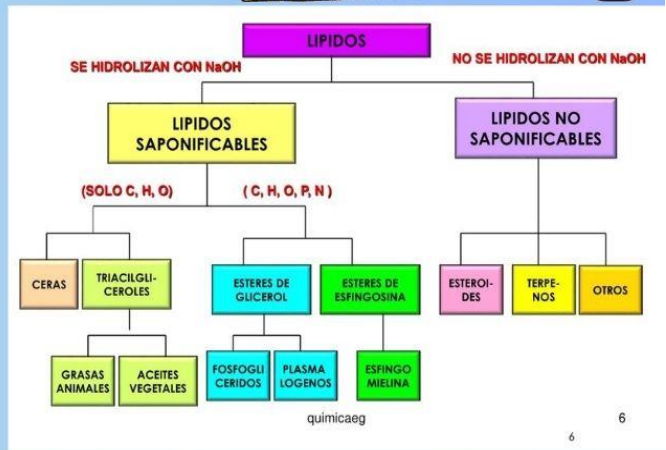 LIPIDOS
SE HIDROLIZAN CON NaOH
NO SE HIDROLIZAN CON NaOH
LIPIDOS
SAPONIFICABLES
LIPIDOS NO
SAPONIFICABLES
(SOLO C, H, O)
( C, H, O, P, N )
CERAS
TRIACILGLI-
CEROLES
ESTERES DE
GLICEROL
ESTERES DE
ESFINGOSINA
ESTEROI-
DES
TERPE-
NOS
OTROS
GRASAS
ANIMALES
ACEITES
VEGETALES
FOSFOGLI
CERIDOS
PLASMA
LOGENOS
ESFINGO
MIELINA
quimicaeg
6
6